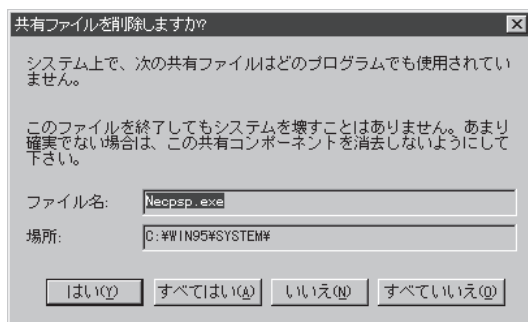 共有ファイルを削除しますか?
システム上で、次の共有ファイルはどのプログラムでも使用されてい
ません。
このファイルを終了してもシステムを壊すことはありません。あまり
確実でない場合は、この共有コンポーネントを消去しないようにして
下さい。
ファイル名:
Necpsp.exe
場所:
C:¥WIN95¥SYSTEM¥
はい(Y) すべてはい(A) いいえ(N) すべていいえ(O)